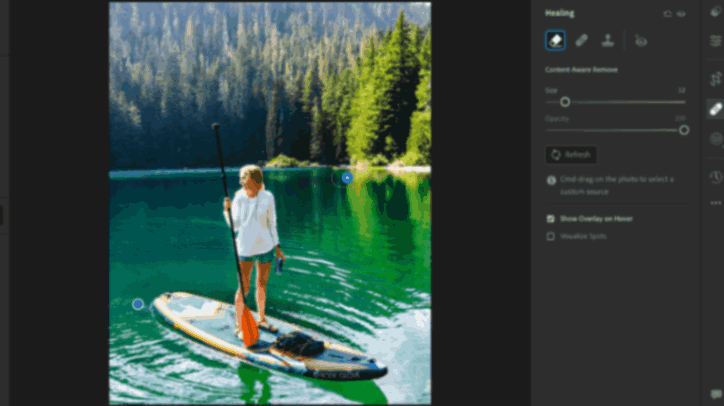 Healing
Content-Aware Remove
Size
12
Opacity
100
Refresh
Cmd-drag on the photo to select a
custom source
Show Overlay on Hover
Visualize Spots